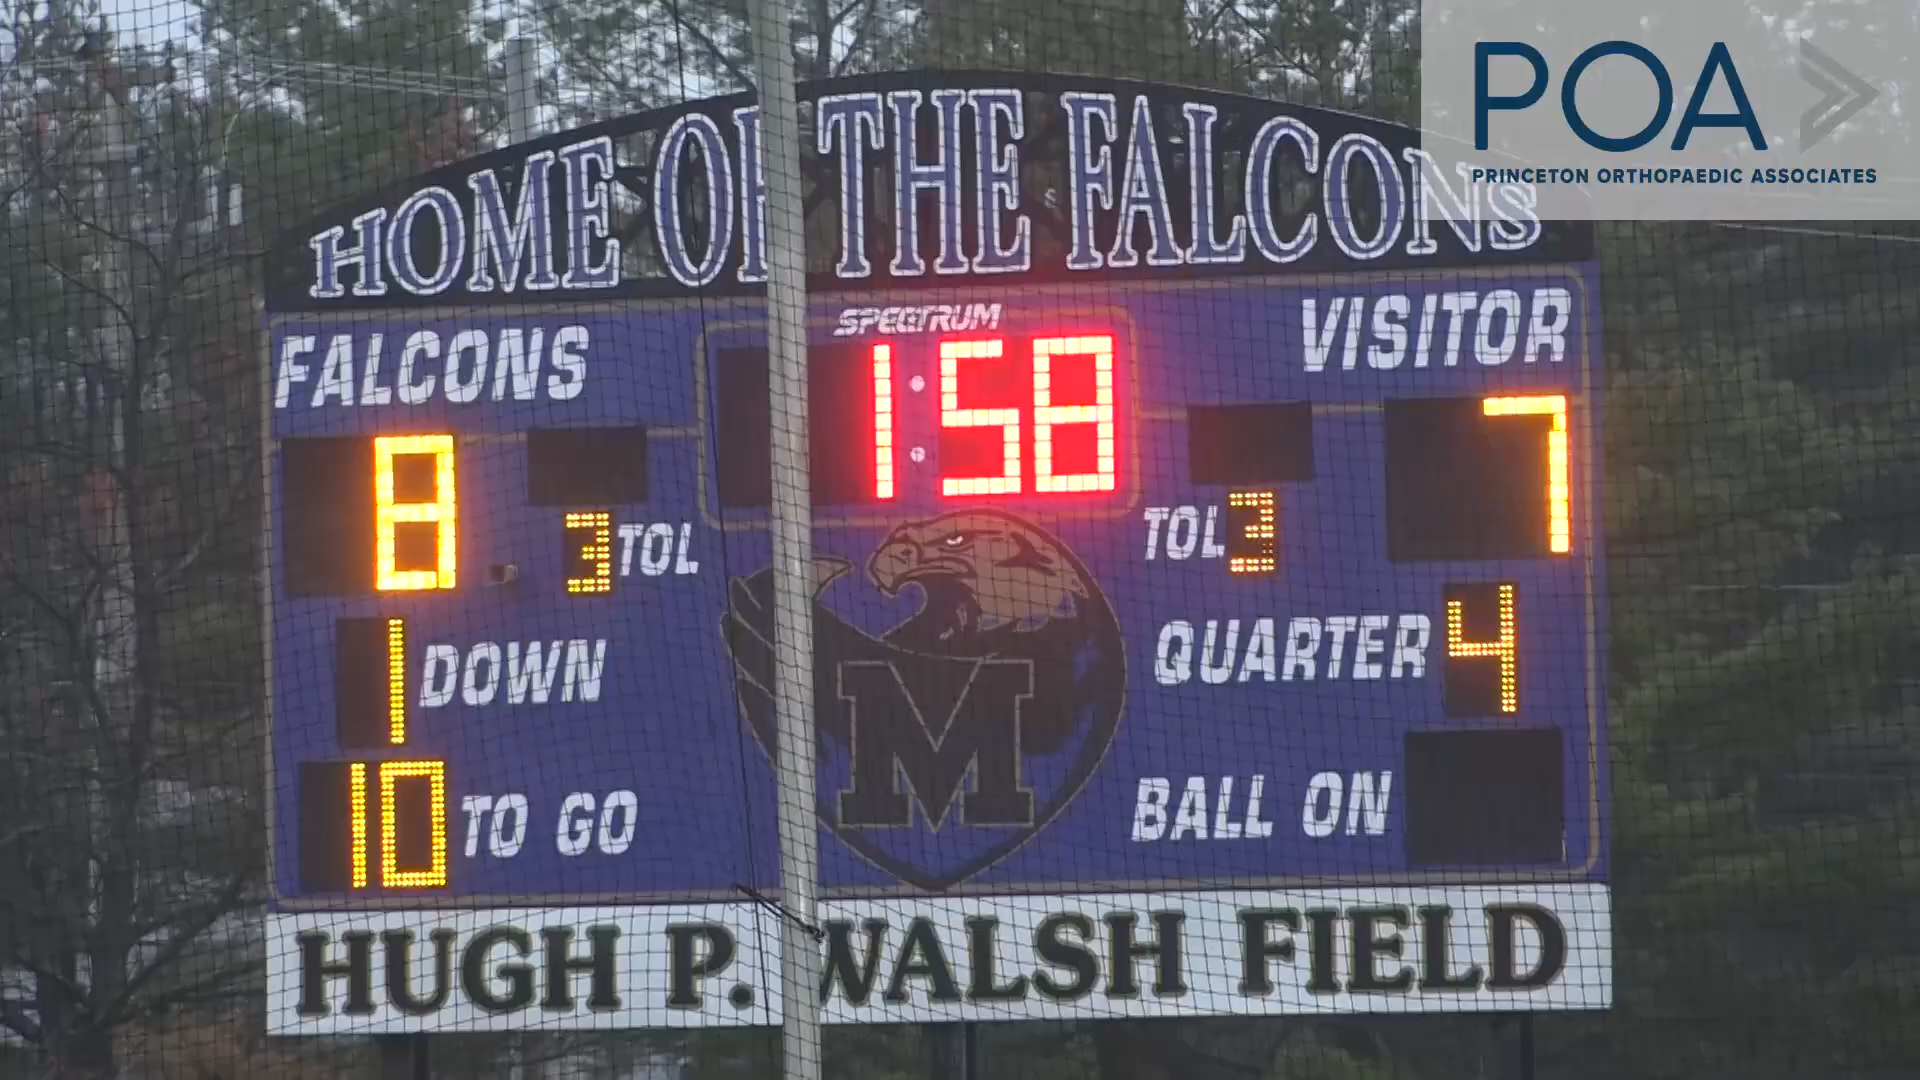 POA
PRINCETON ORTHOPAEDIC ASSOCIATES
HOME OF THE FALCONS
SPECTRUM
FALCONS
1:58
VISITOR
8
3 TOL
TOL 3
7
1 DOWN
QUARTER 4
M
10 TO GO
BALL ON
HUGH P. WALSH FIELD